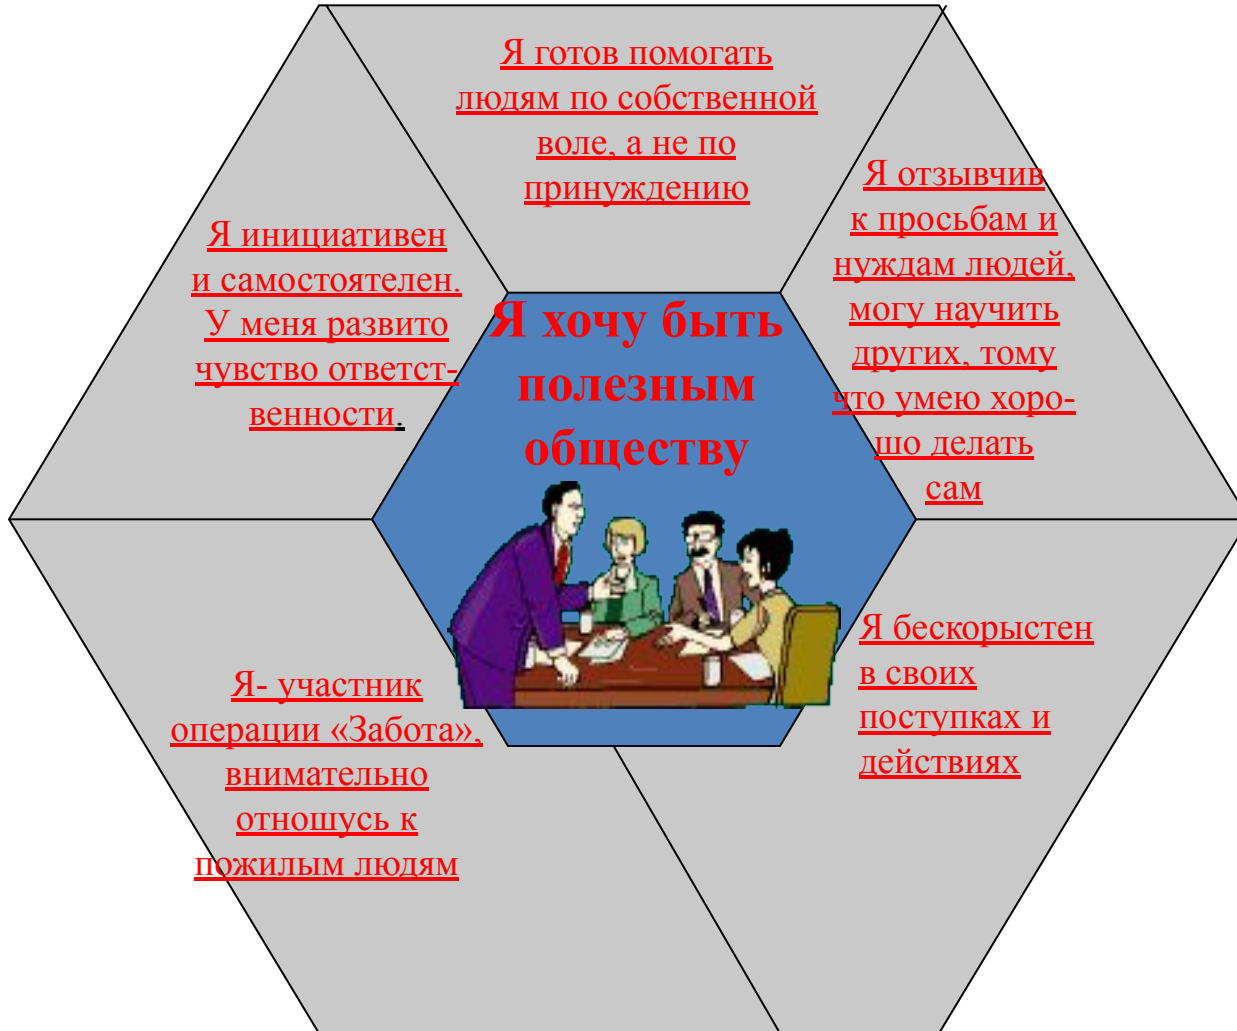 Я готов помогать
людям по собственной
воле, а не по
принуждению
Я отзывчив
к просьбам и
нуждам людей,
могу научить
других, тому
что умею хоро-
шо делать
сам
Я инициативен
и самостоятелен.
У меня развито
чувство ответст-
венности.
Я хочу быть
полезным
обществу
Я бескорыстен
в своих
поступках и
действиях
Я- участник
операции «Забота»,
внимательно
отношусь к
пожилым людям